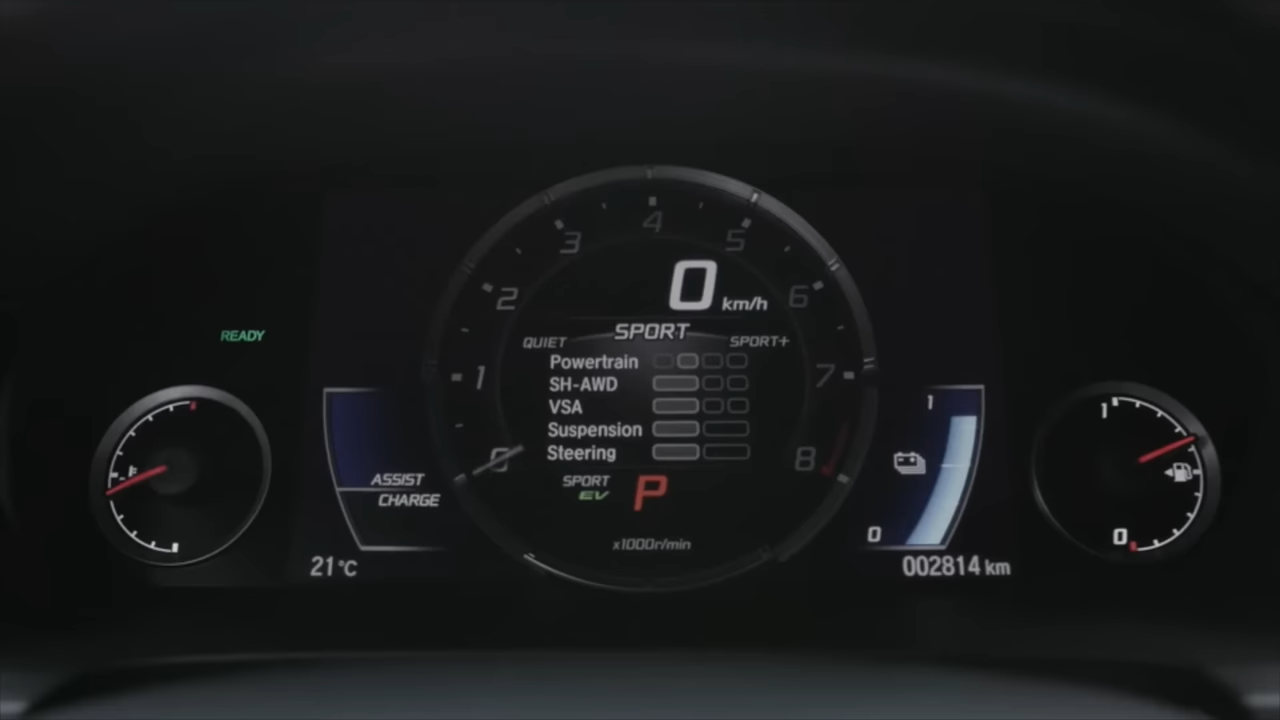 4
3
5
2
6
0 km/h
READY
SPORT
QUIET
SPORT+
Powertrain
SH-AWD
1
7
VSA
1
1
Suspension
Steering
0
8
ASSIST
SPORT
EV
P
CHARGE
0
0
x1000r/min
21°C
002814 km